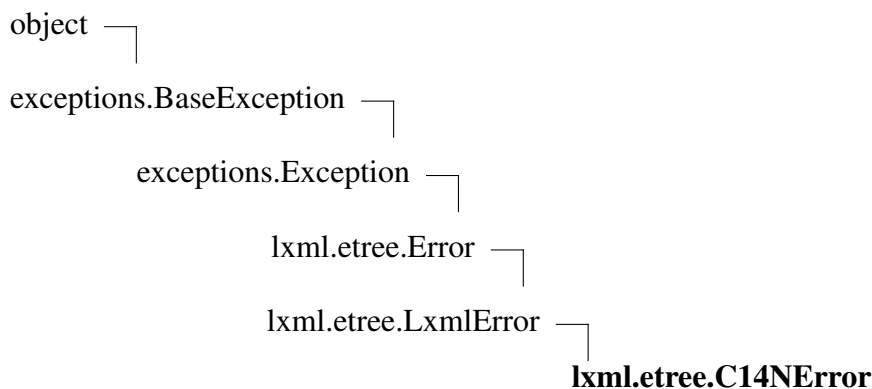 object
exceptions.BaseException
exceptions.Exception
lxml.etree.Error
lxml.etree.LxmlError
lxml.etree.C14NError